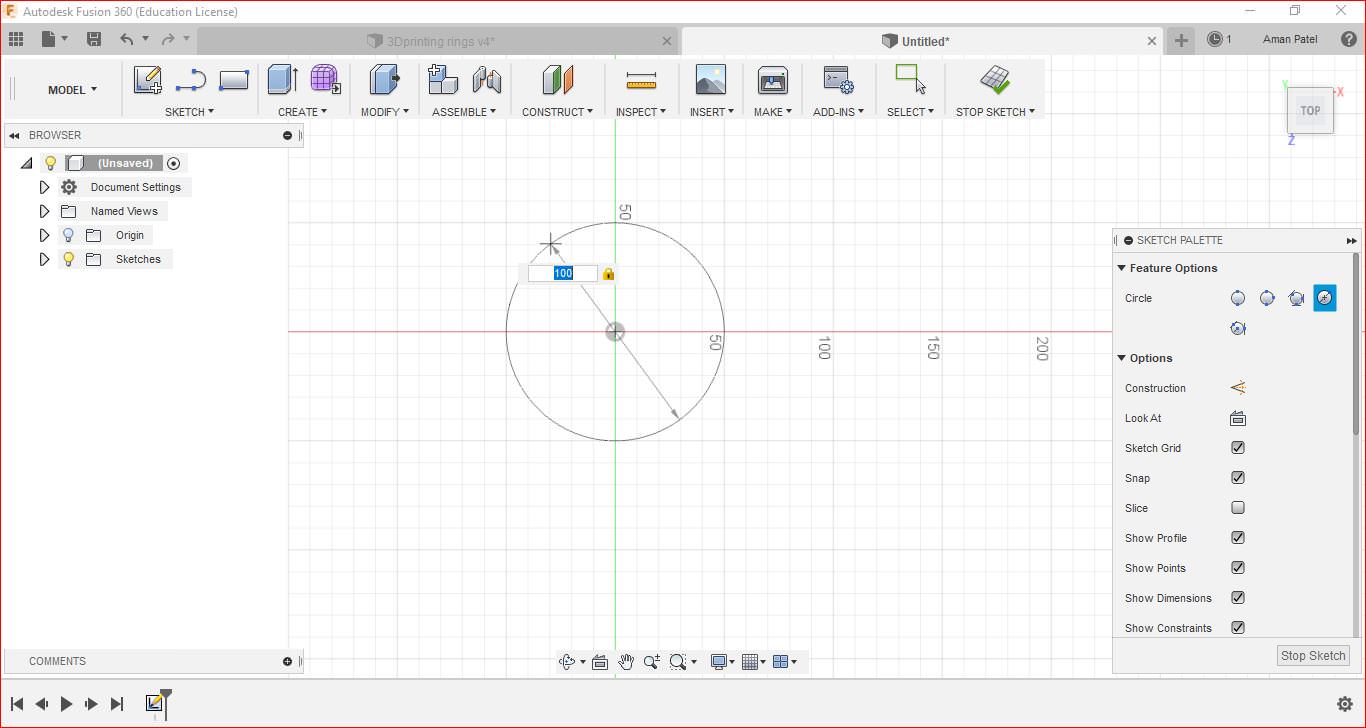 Autodesk Fusion 360 (Education License)
3Dprinting rings v4*
Untitled*
1
Aman Patel
MODEL
SKETCH
CREATE
MODIFY
ASSEMBLE
CONSTRUCT
INSPECT
INSERT
MAKE
ADD-INS
SELECT
STOP SKETCH
Y
X
TOP
Z
BROWSER
(Unsaved)
Document Settings
Named Views
Origin
Sketches
50
100
50
100
150
200
SKETCH PALETTE
Feature Options
Circle
Options
Construction
Look At
Sketch Grid
Snap
Slice
Show Profile
Show Points
Show Dimensions
Show Constraints
Stop Sketch
COMMENTS